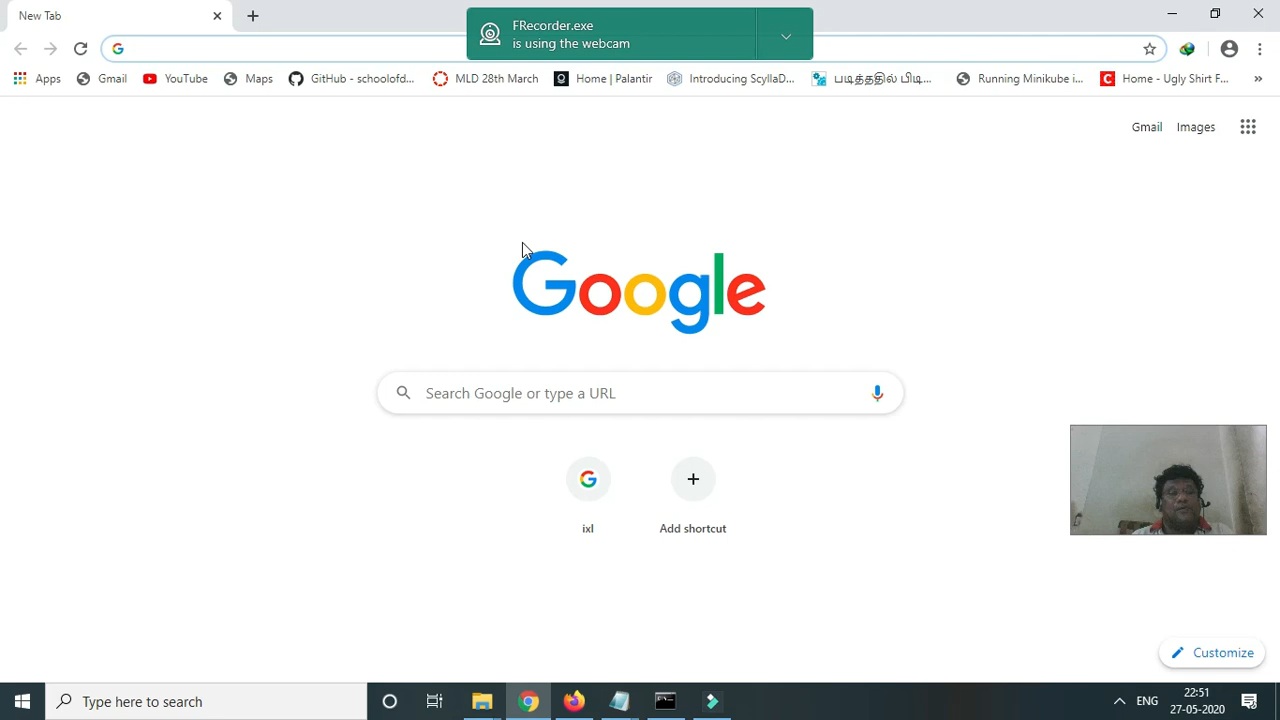 New Tab
FRecorder.exe
is using the webcam
Apps
Gmail
YouTube
Maps
GitHub - schoolofd...
MLD 28th March
Home | Palantir
Introducing ScyllaD...
படித்ததில் பிடி...
Running Minikube i...
Home - Ugly Shirt F...
»
Gmail
Images
Google
Search Google or type a URL
ixl
Add shortcut
Customize
Type here to search
ENG
22:51
27-05-2020